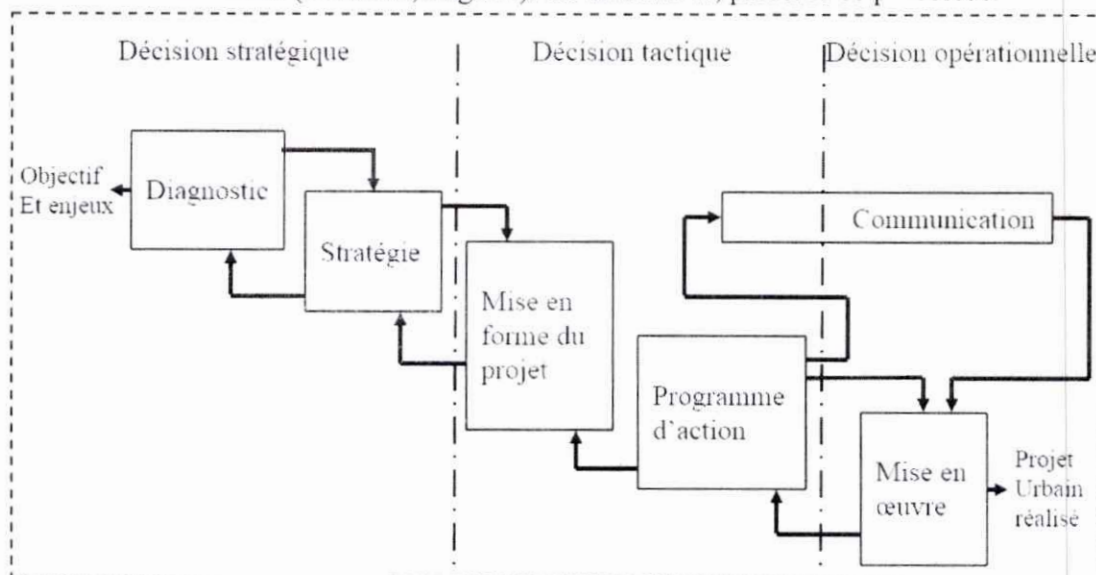 Décision stratégique
Décision tactique
Décision opérationnelle
Objectif
Et enjeux
Diagnostic
Stratégie
Communication
Mise en
forme du
projet
Programme
d'action
Mise en
œuvre
Projet
Urbain
réalisé